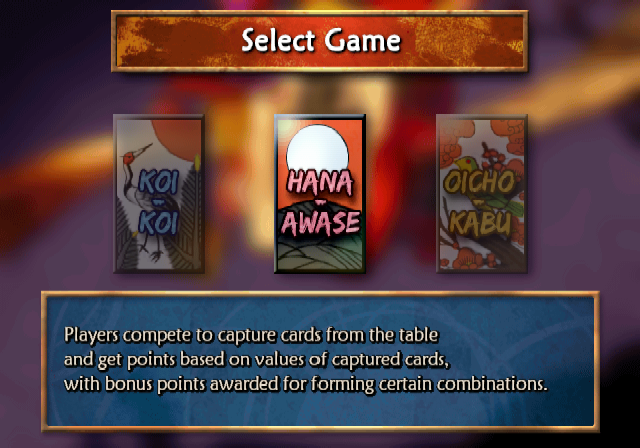 Select Game
KOI
-
KOI
HANA
-
AWASE
OICHO
-
KABU
Players compete to capture cards from the table
and get points based on values of captured cards,
with bonus points awarded for forming certain combinations.